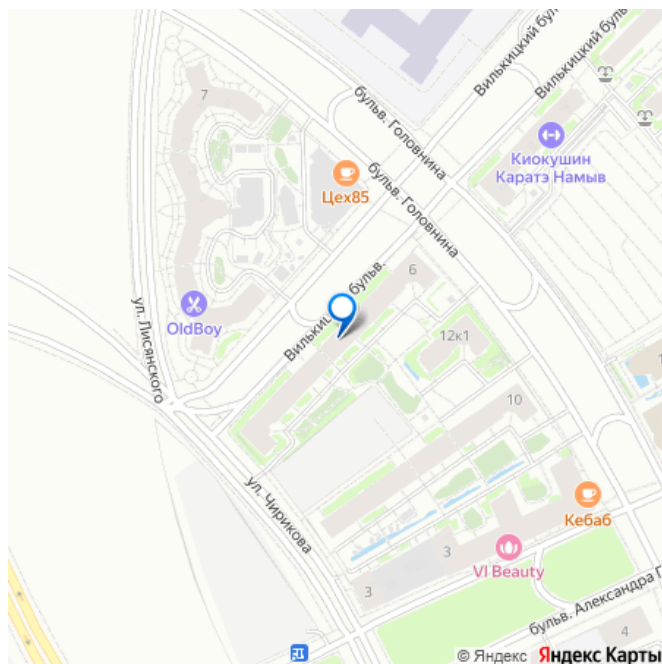 Вилькицкий бул
Вилькицкий бул
7
бульв. Головнина
Киокушин
Каратэ Намыв
Цех85
бульв. Головнина
6
Вилькиц бульв.
ул. Лисянского
OldBoy
12к1
10
ул. Чирикова
Кебаб
3
VI Beauty
3
бульв. Александра Г
4
© Яндекс Яндекс Карты